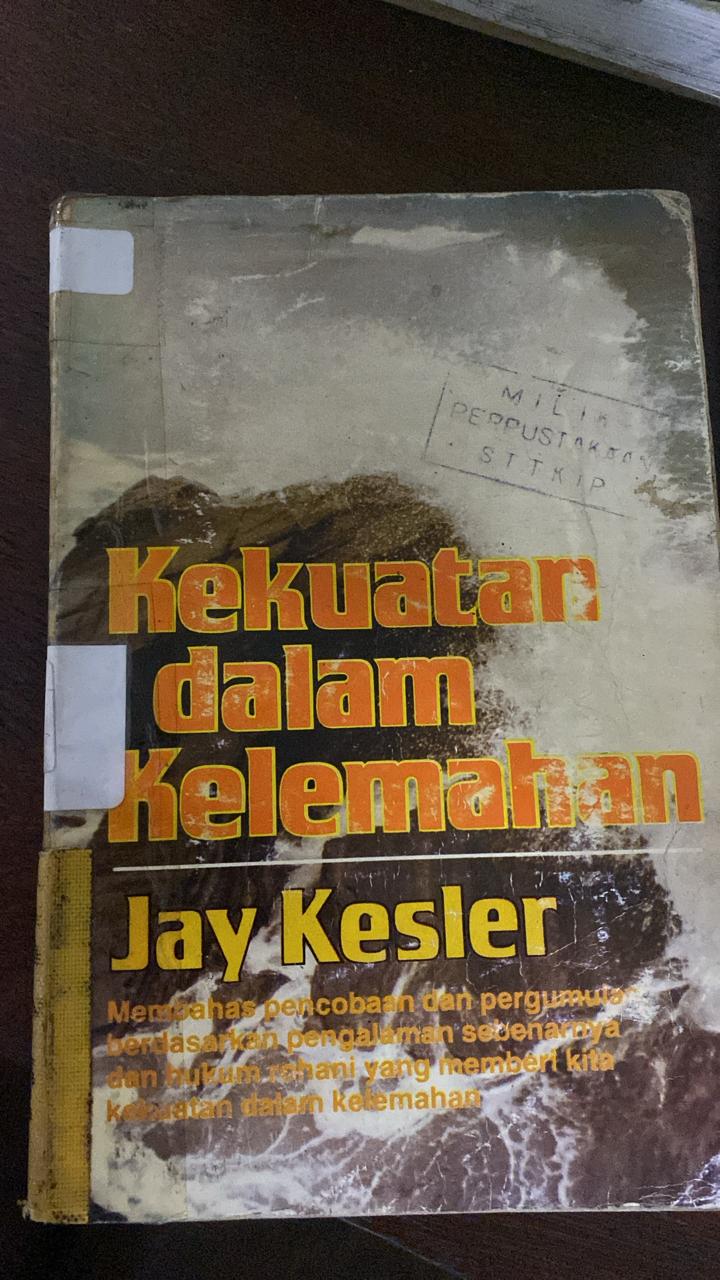 MILIK
PERPUSTAKAAN
STTKIP
Kekuatan
dalam
Kelemahan
Jay Kesler
Membahas pencobaan dan pergumulan
berdasarkan pengalaman sebenarnya
dan hukum rohani yang memberi kita
kekuatan dalam kelemahan